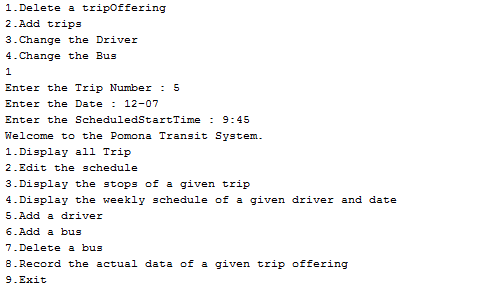 1.Delete a tripOffering
2.Add trips
3.Change the Driver
4.Change the Bus
1
Enter the Trip Number : 5
Enter the Date : 12-07
Enter the ScheduledStartTime : 9:45
Welcome to the Pomona Transit System.
1.Display all Trip
2.Edit the schedule
3.Display the stops of a given trip
4.Display the weekly schedule of a given driver and date
5.Add a driver
6.Add a bus
7.Delete a bus
8.Record the actual data of a given trip offering
9.Exit